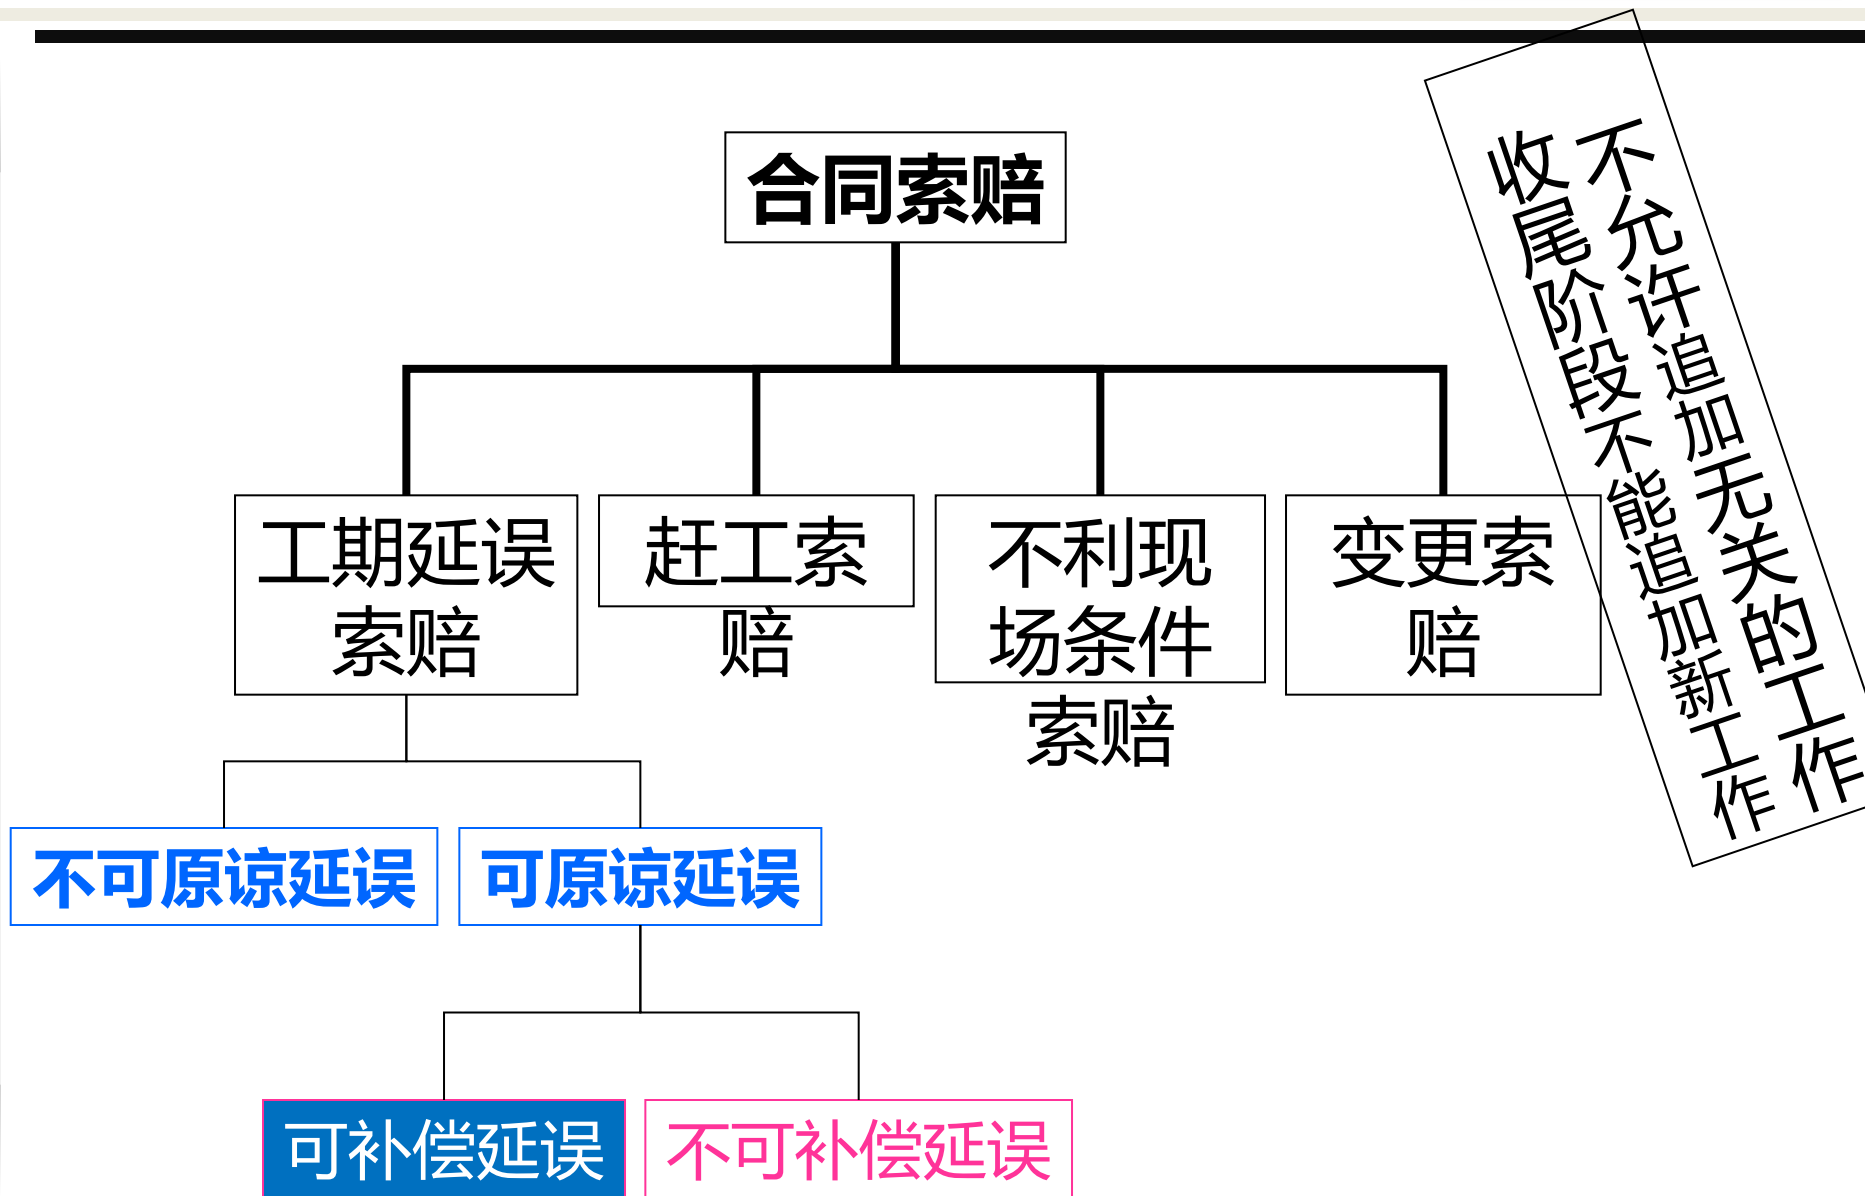 合同索赔
工期延误
索赔
赶工索
赔
不利现
场条件
索赔
变更索
赔
不允许追加无关的工作
收尾阶段不能追加新工作
不可原谅延误
可原谅延误
可补偿延误
不可补偿延误